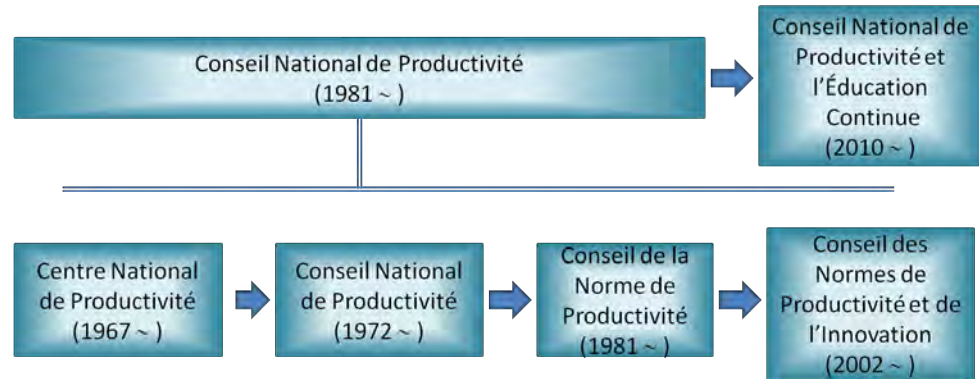 Conseil National de Productivité
(1981 ~ )
Conseil National de
Productivité et
l'Éducation
Continue
(2010 ~ )
Centre National
de Productivité
(1967 ~ )
Conseil National
de Productivité
(1972 ~ )
Conseil de la
Norme de
Productivité
(1981 ~ )
Conseil des
Normes de
Productivité et de
l'Innovation
(2002 ~ )